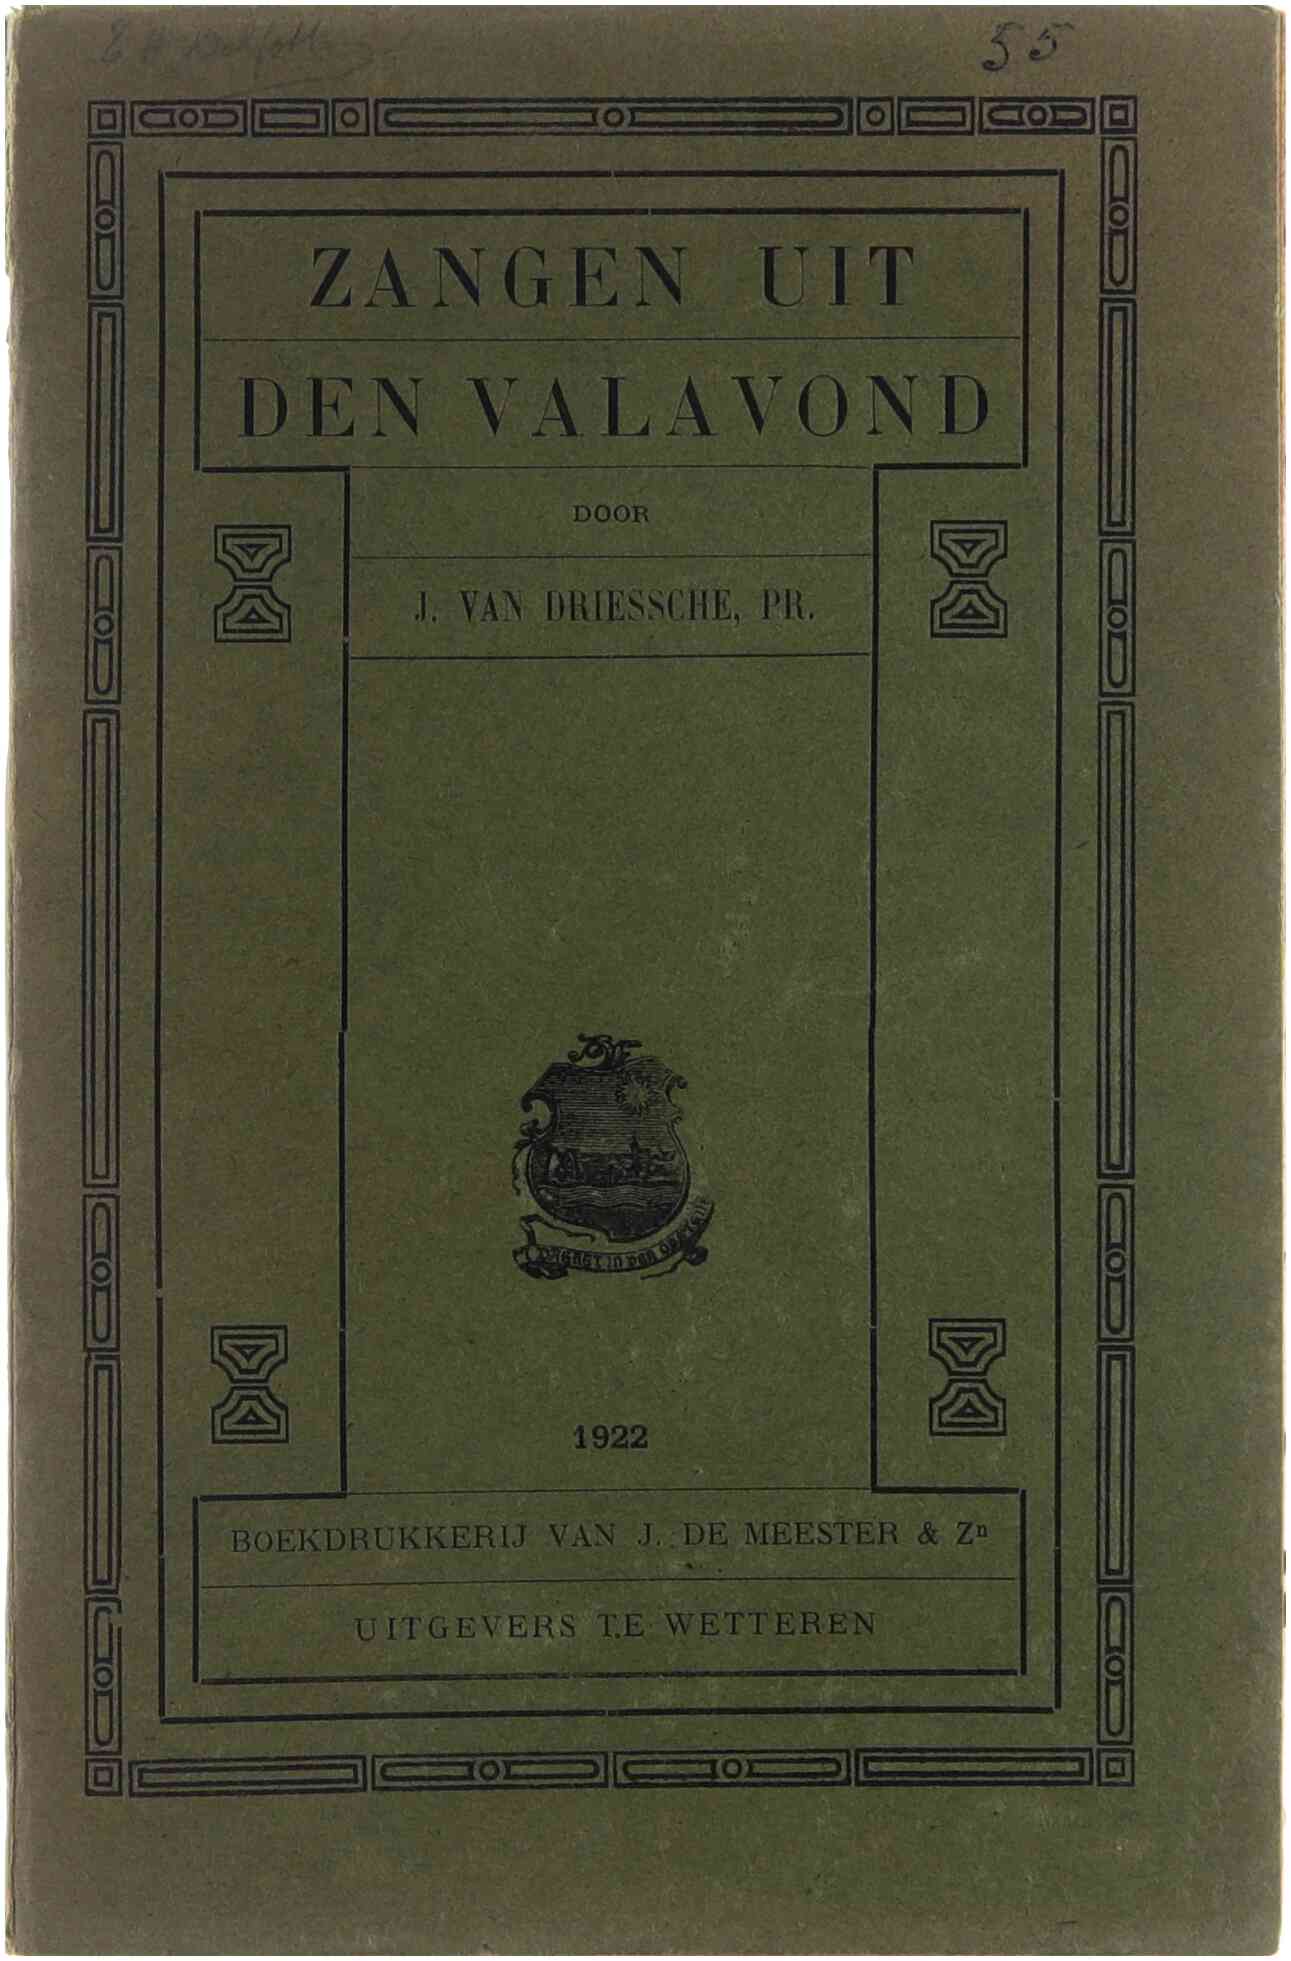 55
ZANGEN UIT
DEN VALAVOND
DOOR
J. VAN DRIESSCHE, PR.
1922
BOEKDRUKKERIJ VAN J. DE MEESTER & Zn
UITGEVERS TE WETTEREN